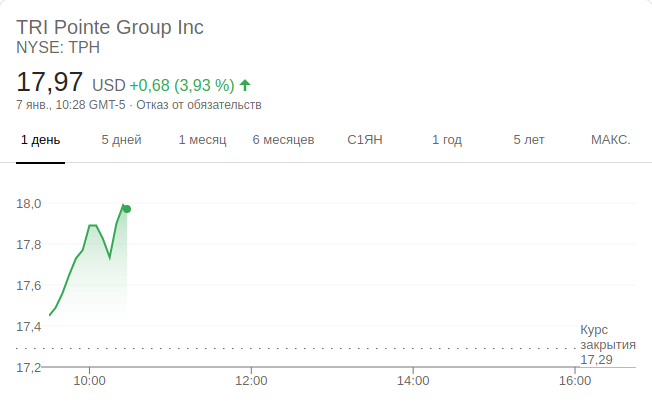 TRI Pointe Group Inc
NYSE: TPH
17,97 USD +0,68 (3,93 %)
7 янв., 10:28 GMT-5 · Отказ от обязательств
1 день 5 дней 1 месяц 6 месяцев С1ЯН 1 год 5 лет МАКС.
18,0
17,8
17,6
17,4
Курс
закрытия
17,29
17,2
10:00 12:00 14:00 16:00